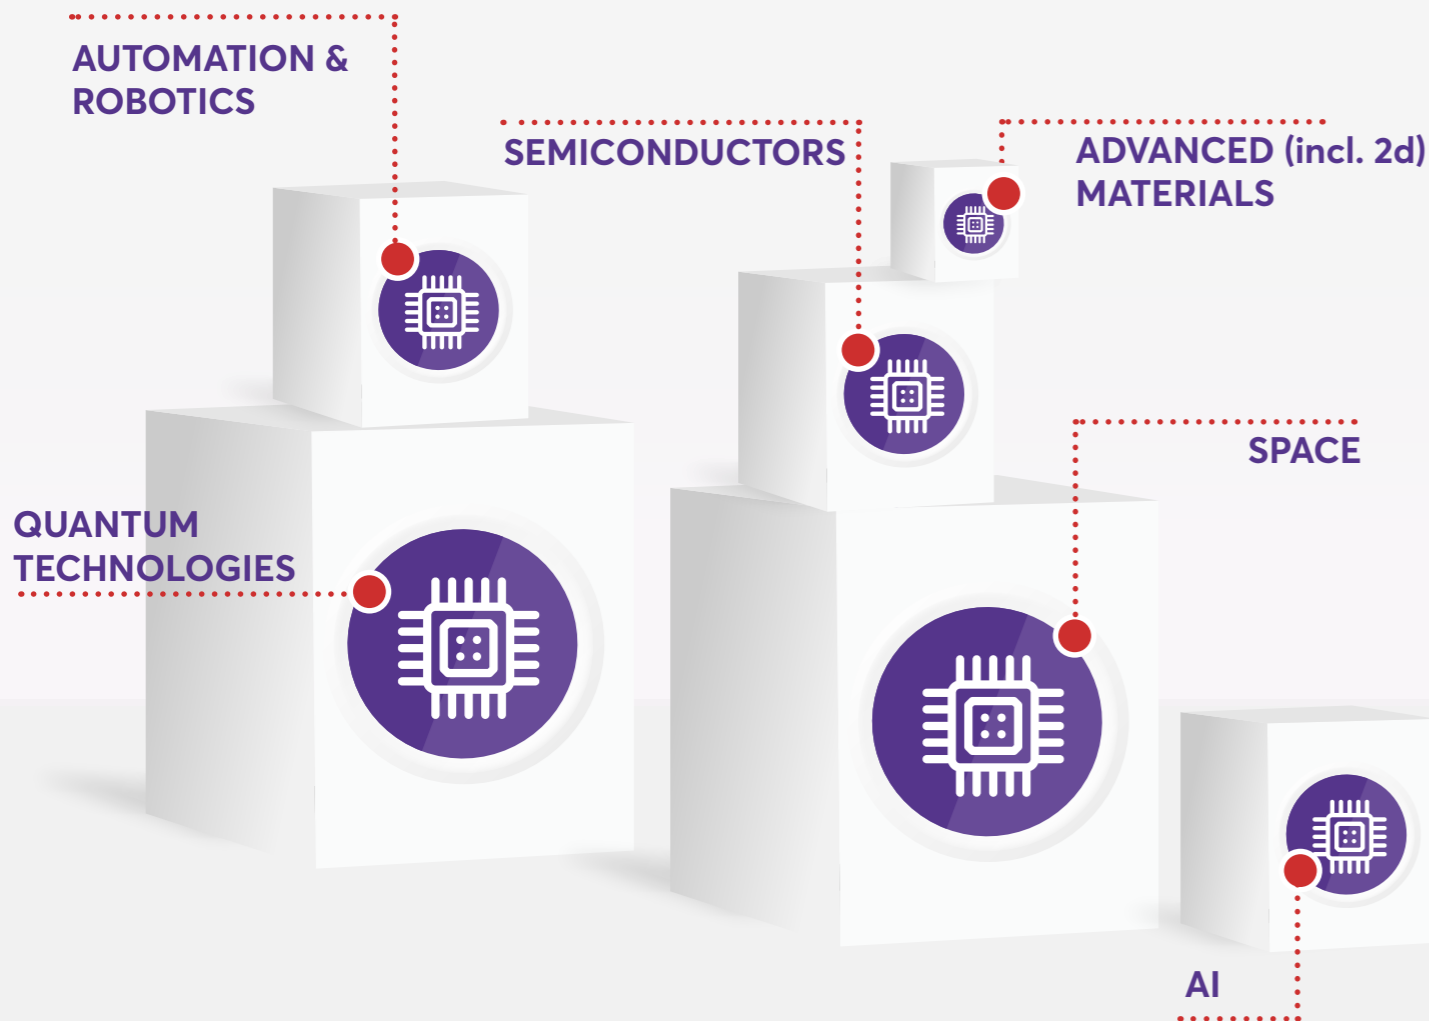 AUTOMATION &
ROBOTICS
SEMICONDUCTORS
ADVANCED (incl. 2d)
MATERIALS
SPACE
QUANTUM
TECHNOLOGIES
AI